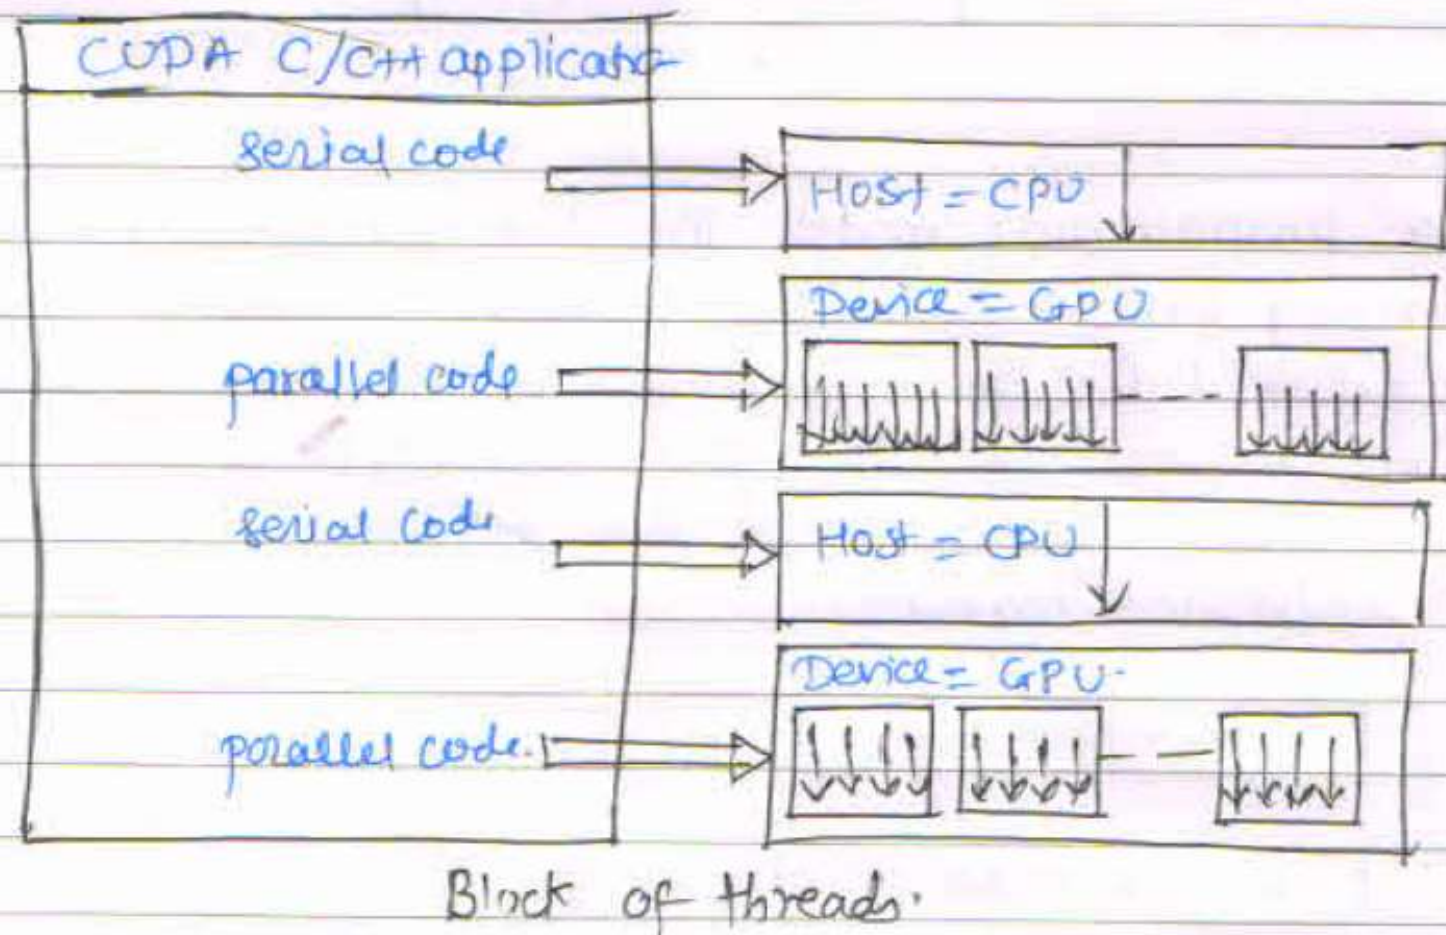 CUDA C/C++ application
serial code
Host = CPU
Device = GPU
parallel code
serial code
Host = CPU
Device = GPU.
parallel code.
Block of threads.